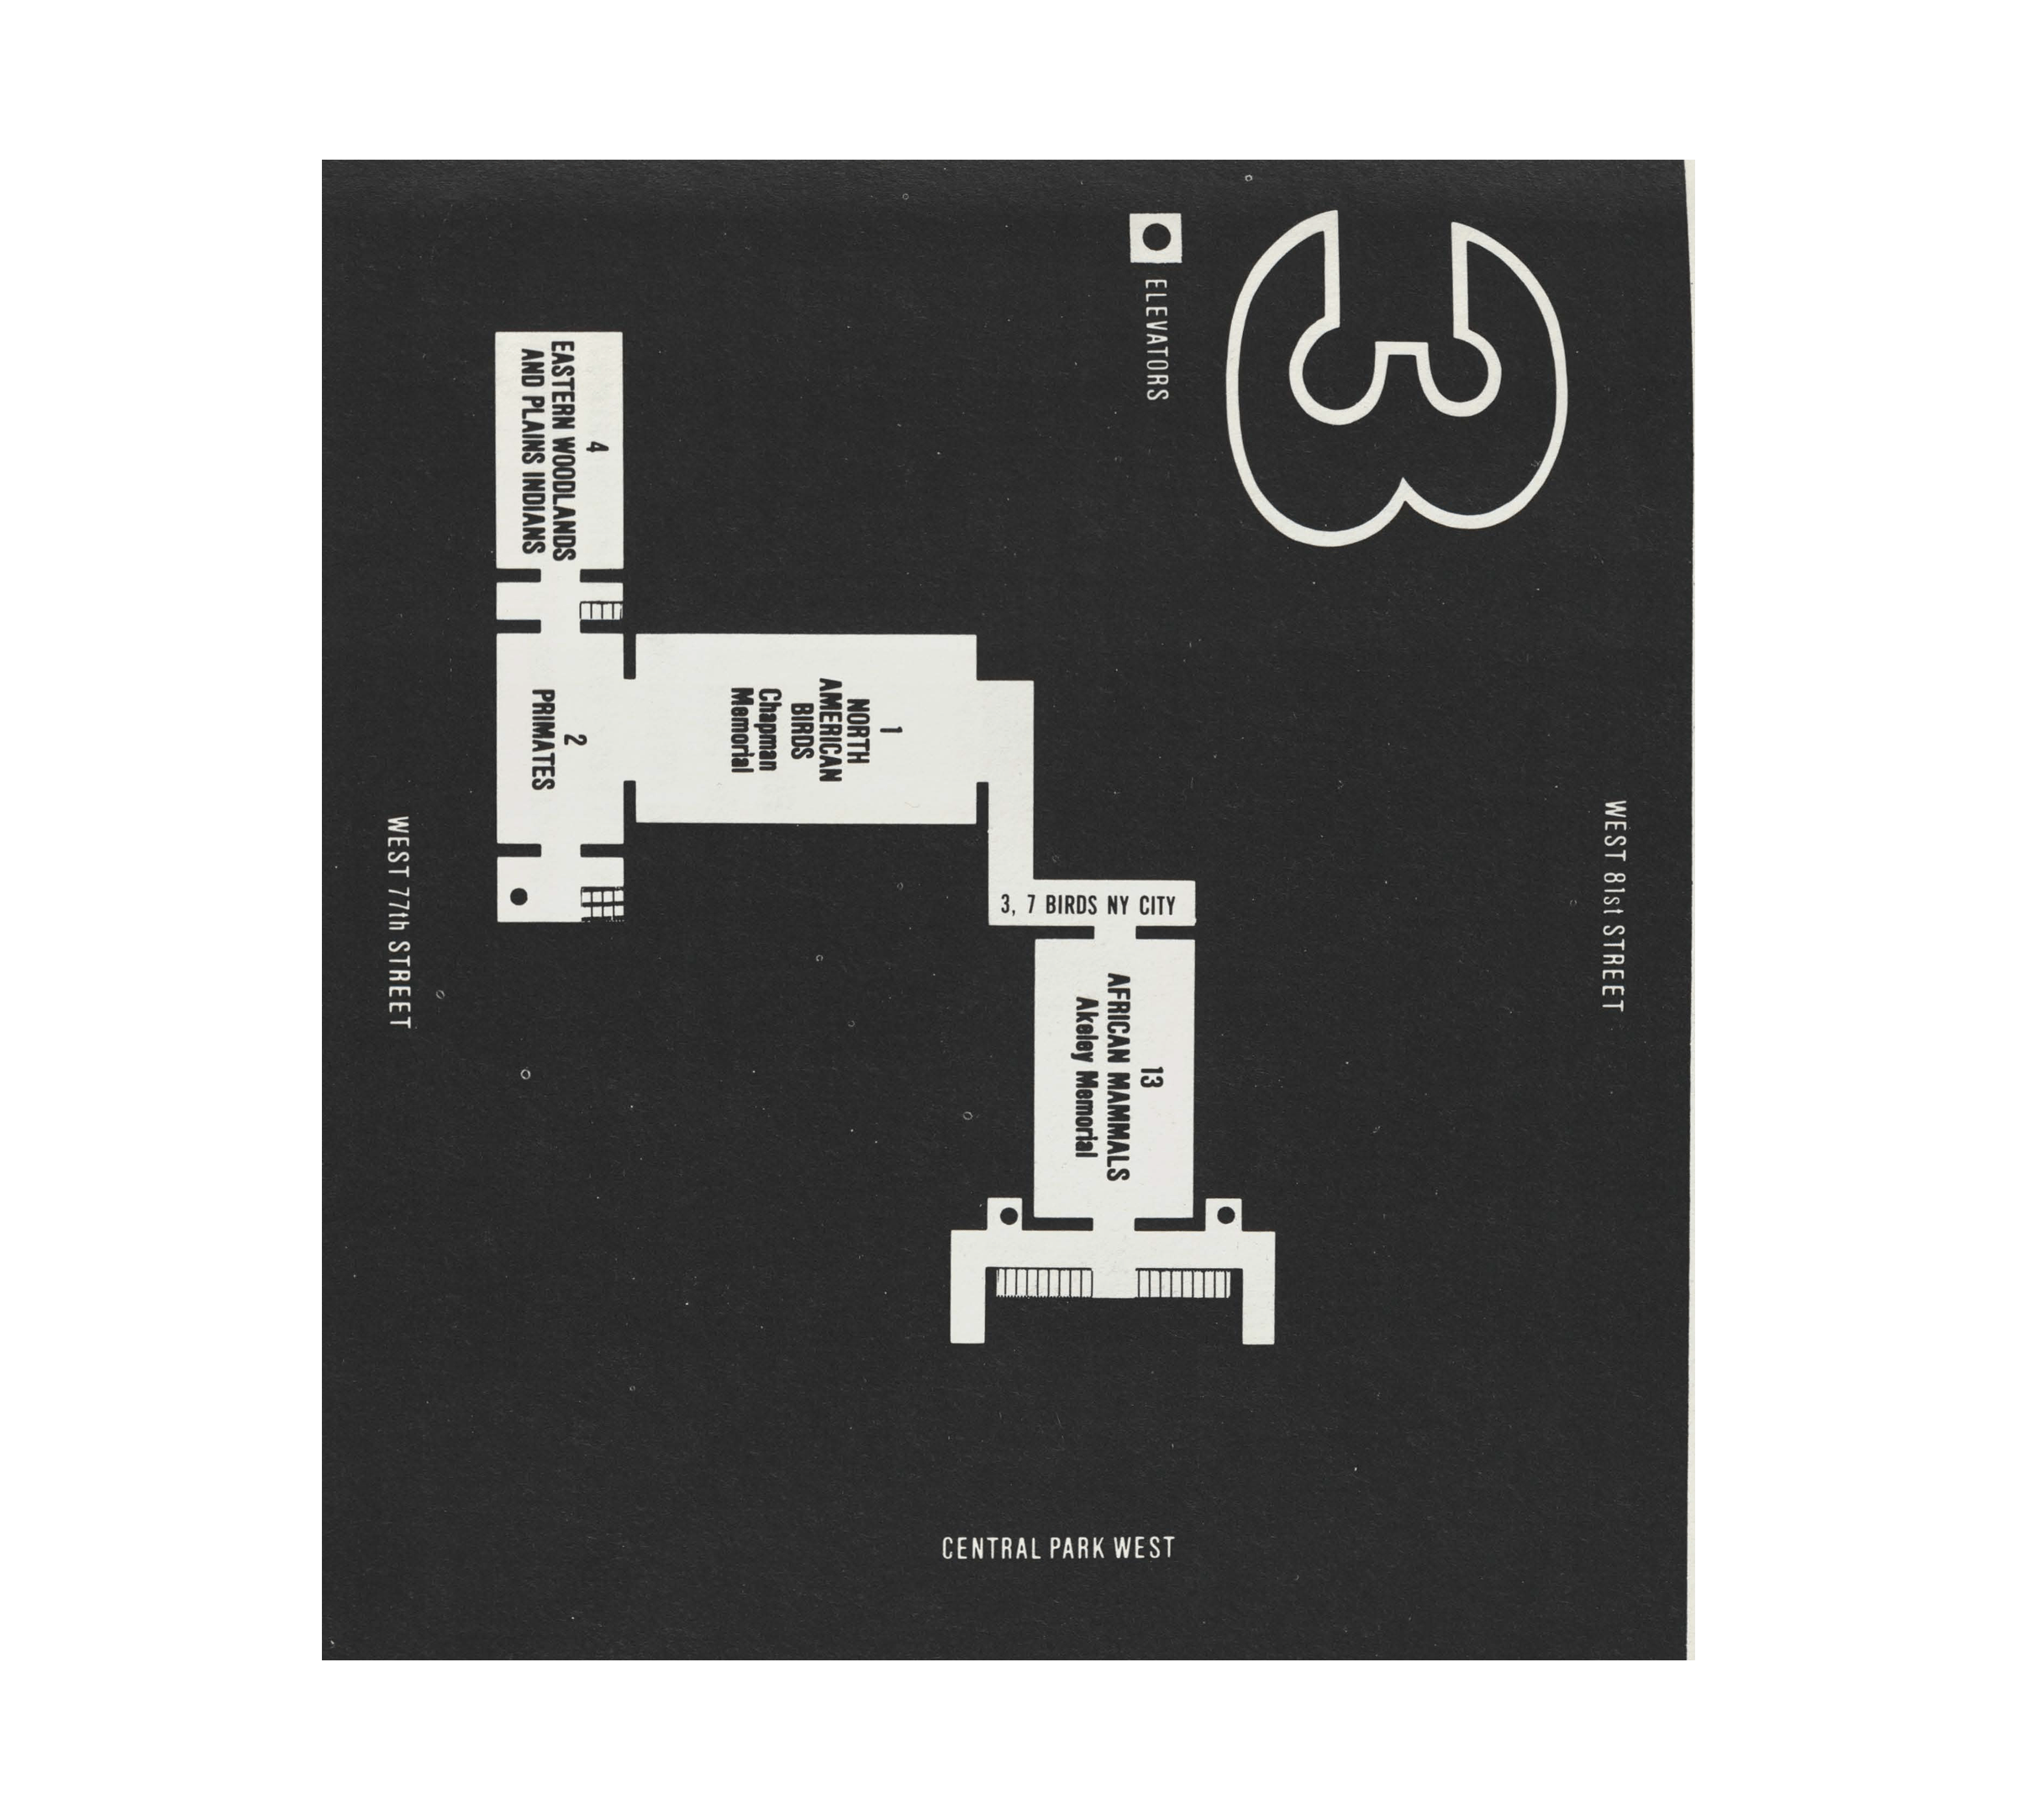 3
ELEVATORS
4
EASTERN WOODLANDS
AND PLAINS INDIANS
2
PRIMATES
1
NORTH
AMERICAN
BIRDS
Chapman
Memorial
3, 7 BIRDS NY CITY
13
AFRICAN MAMMALS
Akeley Memorial
WEST 77th STREET
WEST 81st STREET
CENTRAL PARK WEST